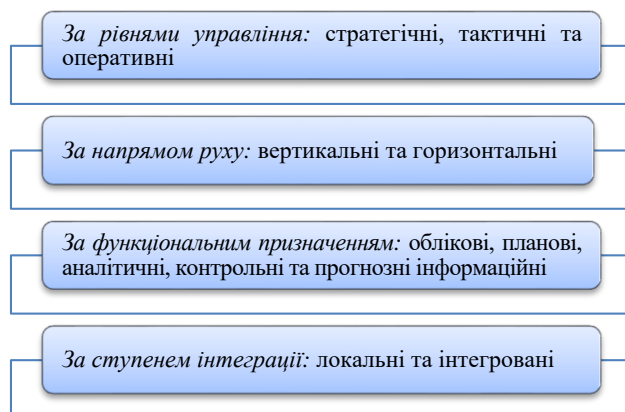 За рівнями управління: стратегічні, тактичні та
оперативні
За напрямом руху: вертикальні та горизонтальні
За функціональним призначенням: облікові, планові,
аналітичні, контрольні та прогнозні інформаційні
За ступенем інтеграції: локальні та інтегровані